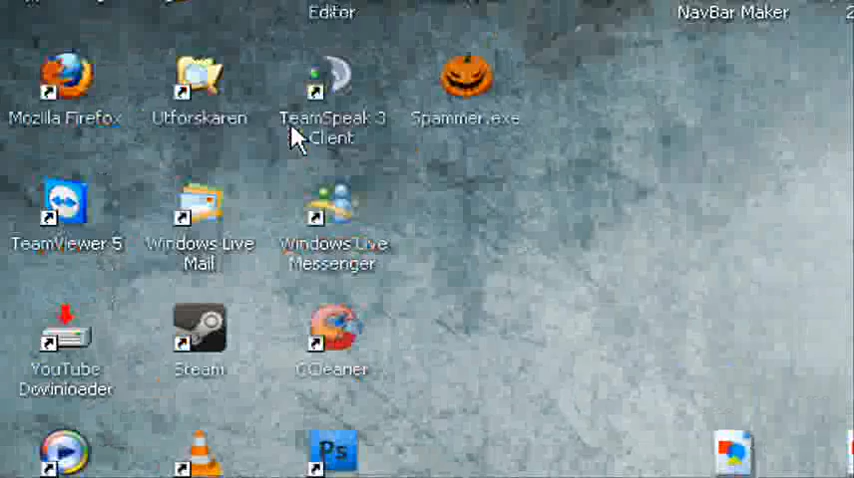 Editor
NavBar Maker
Mozilla Firefox
Utforskaren
TeamSpeak 3
Client
Spammer.exe
TeamViewer 5
Windows Live
Mail
Windows Live
Messenger
YouTube
Downloader
Steam
CCleaner
Ps